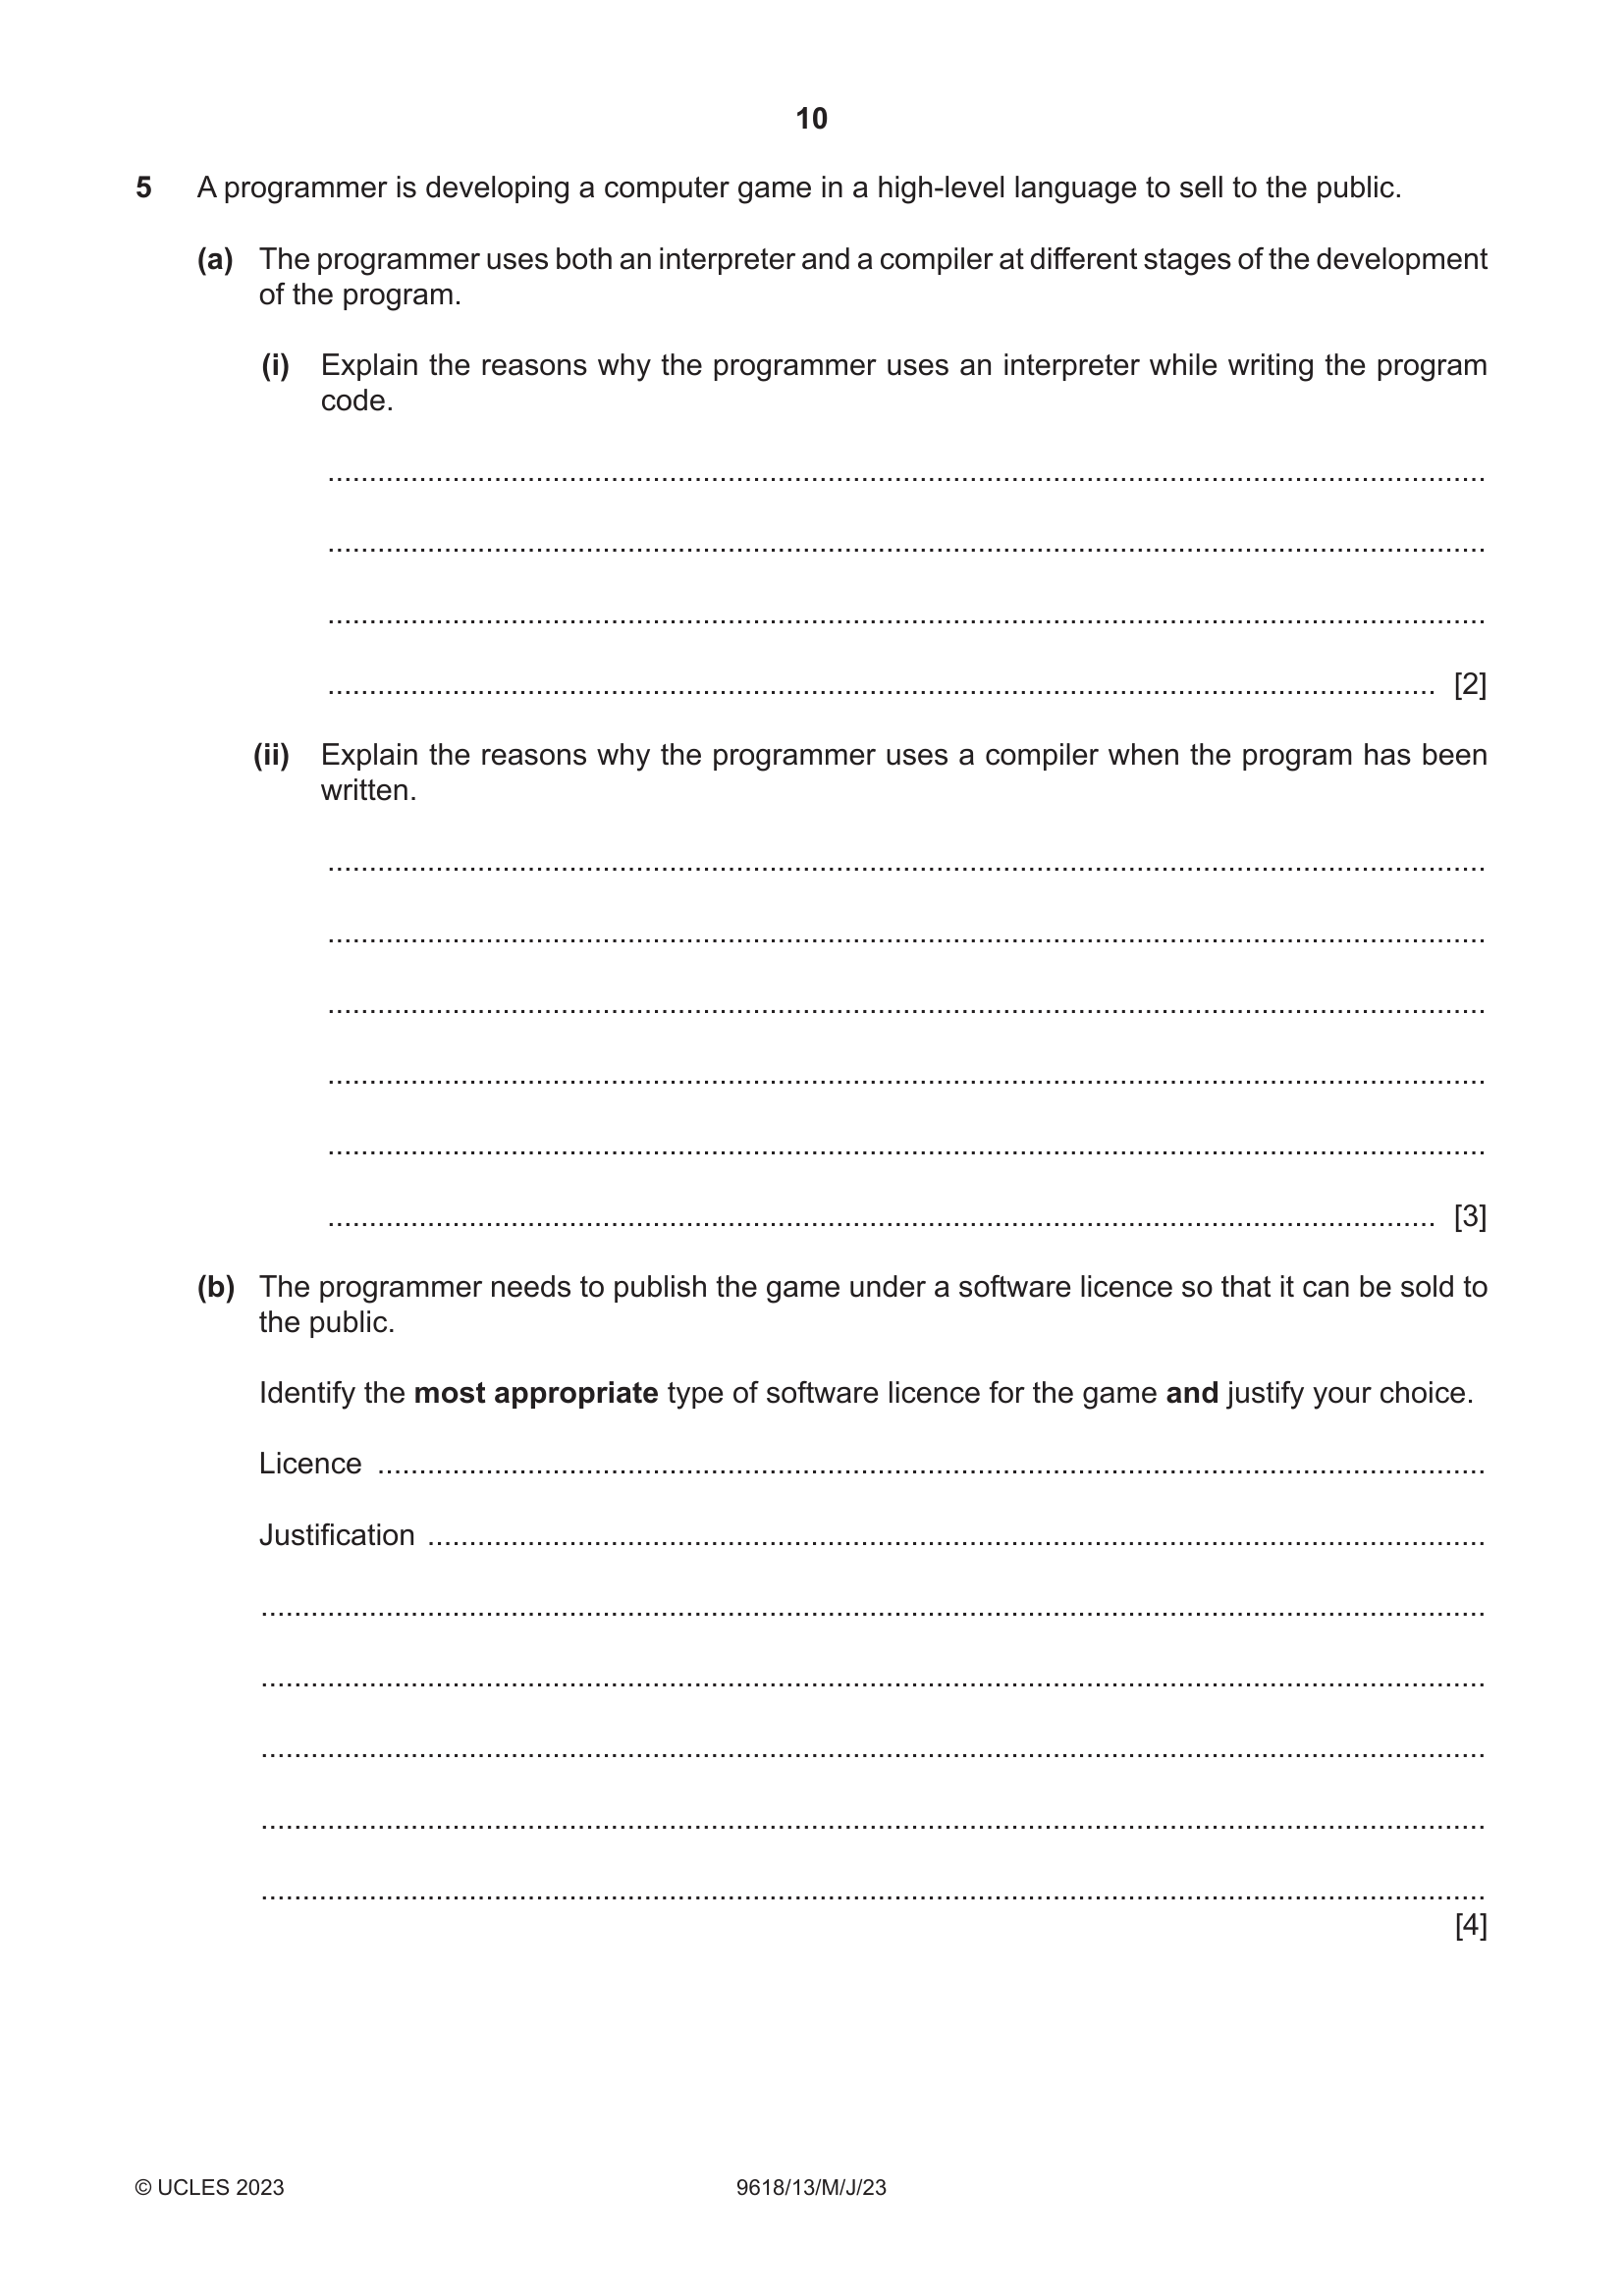 10
5 A programmer is developing a computer game in a high-level language to sell to the public.
(a) The programmer uses both an interpreter and a compiler at different stages of the development
of the program.
(i) Explain the reasons why the programmer uses an interpreter while writing the program
code.
[2]
(ii) Explain the reasons why the programmer uses a compiler when the program has been
written.
[3]
(b) The programmer needs to publish the game under a software licence so that it can be sold to
the public.
Identify the most appropriate type of software licence for the game and justify your choice.
Licence
Justification
[4]
© UCLES 2023 9618/13/M/J/23